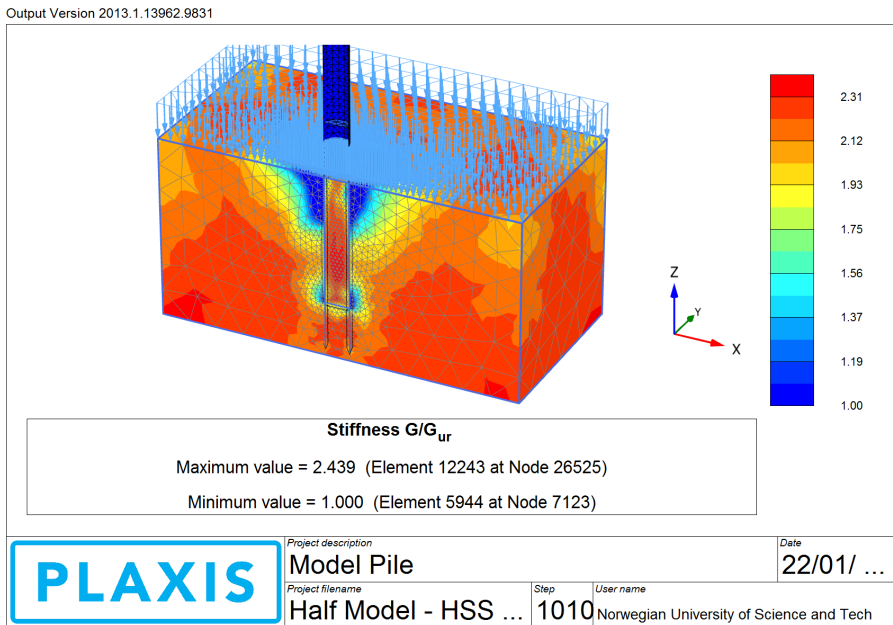 Output Version 2013.1.13962.9831
2.31
2.12
1.93
1.75
1.56
1.37
1.19
1.00
Z
Y
X
Stiffness G/Gur
Maximum value = 2.439 (Element 12243 at Node 26525)
Minimum value = 1.000 (Element 5944 at Node 7123)
PLAXIS
Project description
Model Pile
Date
22/01/ ...
Project filename
Half Model - HSS ...
Step
1010
User name
Norwegian University of Science and Tech